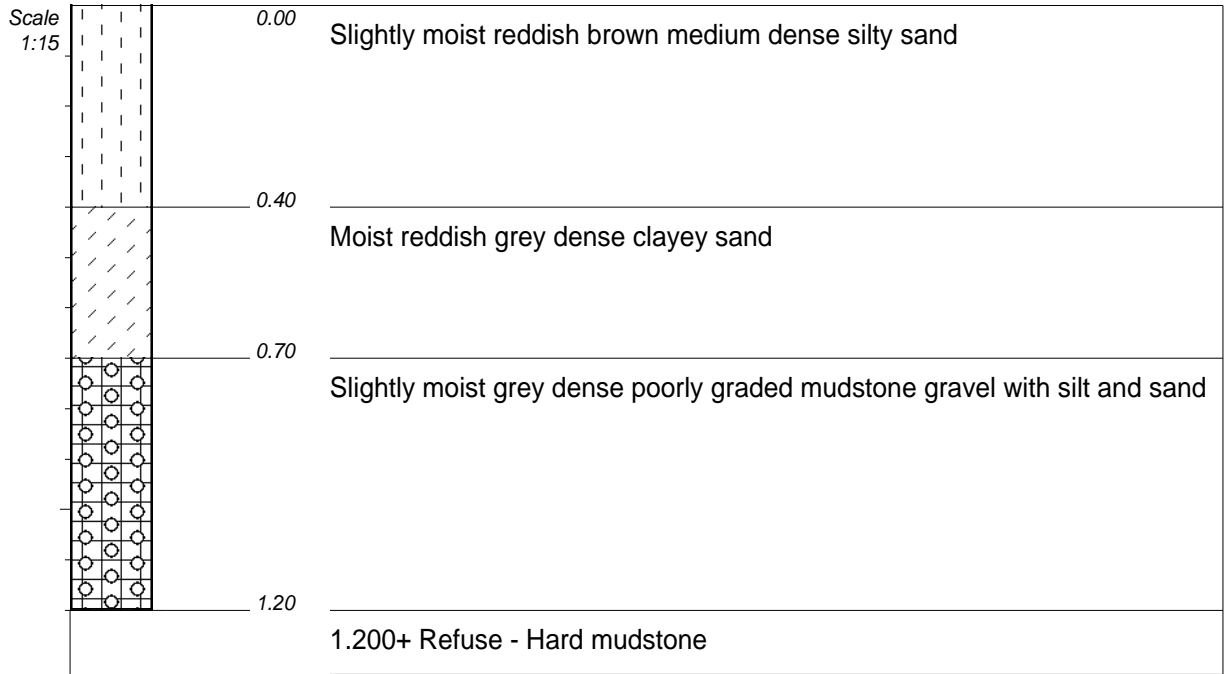 Scale
1:15
0.00
Slightly moist reddish brown medium dense silty sand
0.40
Moist reddish grey dense clayey sand
0.70
Slightly moist grey dense poorly graded mudstone gravel with silt and sand
1.20
1.200+ Refuse - Hard mudstone